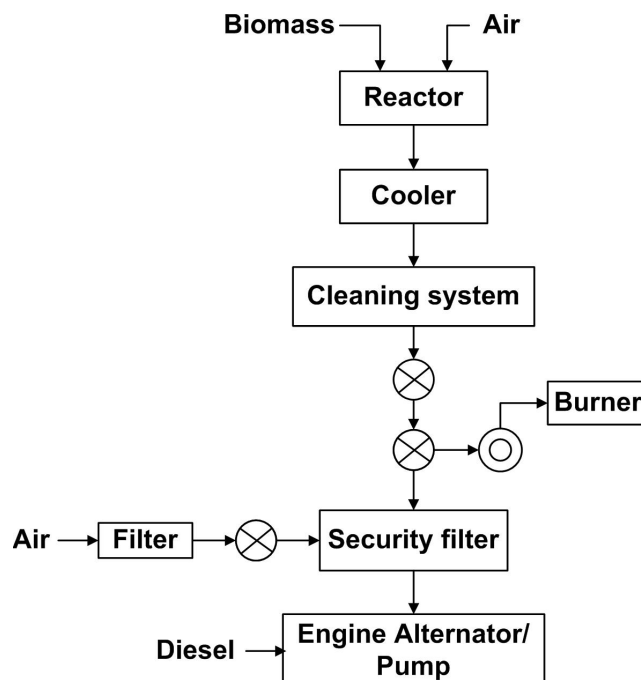 Biomass
Air
Reactor
Cooler
Cleaning system
Burner
Air
Filter
Security filter
Diesel
Engine Alternator/
Pump